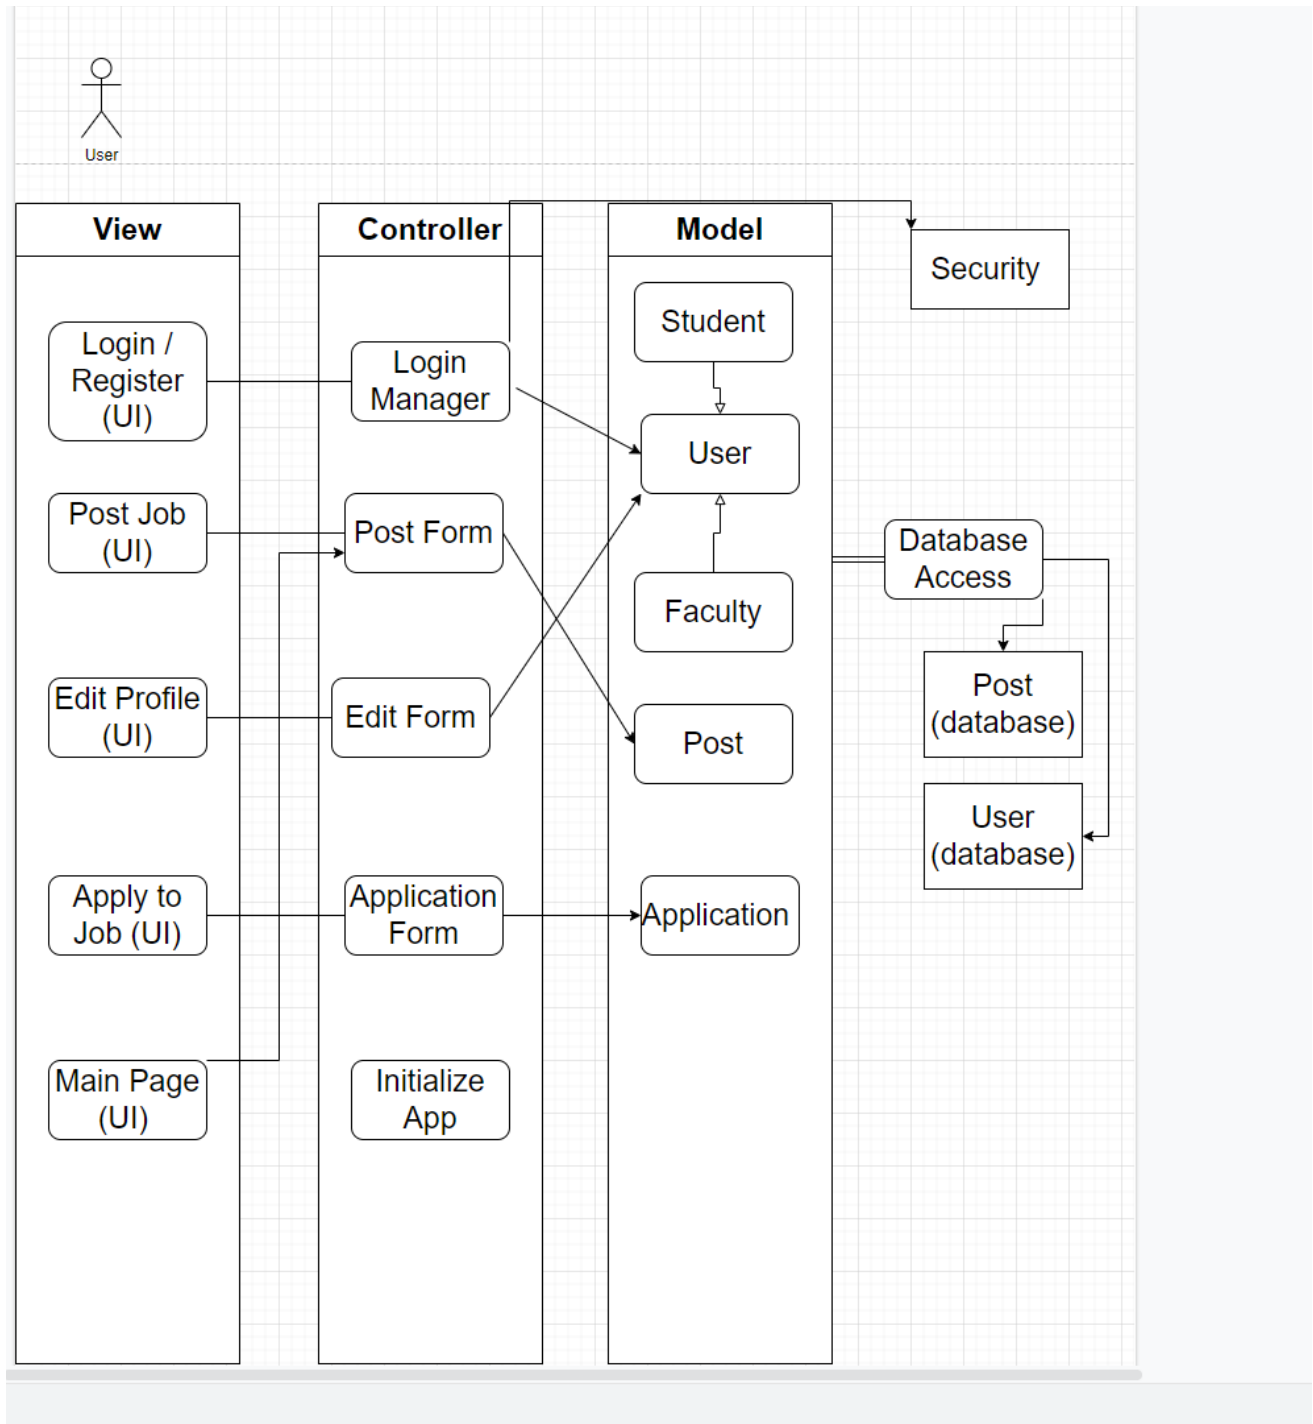 User
View
Controller
Model
Security
Login /
Register
(UI)
Login
Manager
Student
User
Post Job
(UI)
Post Form
Database
Access
Faculty
Edit Profile
(UI)
Edit Form
Post
Post
(database)
User
(database)
Apply to
Job (UI)
Application
Form
Application
Main Page
(UI)
Initialize
App